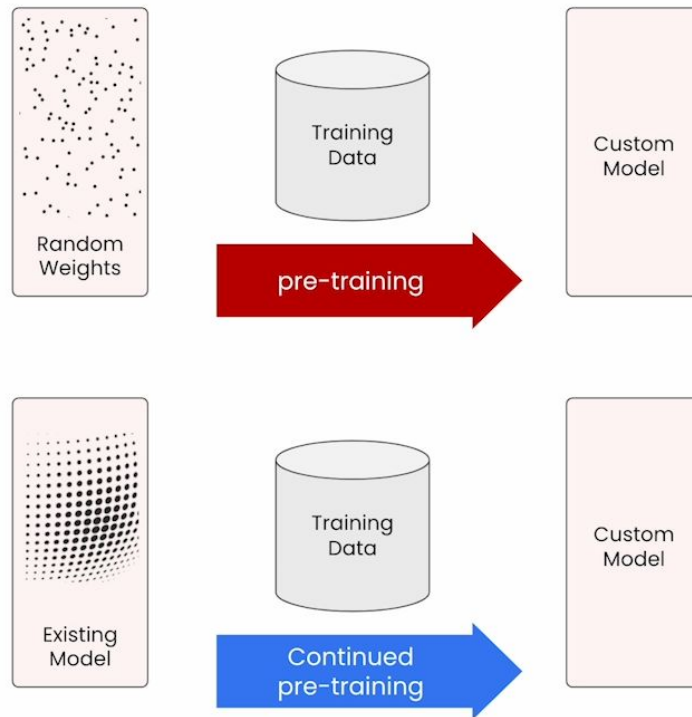 Training
Data
Custom
Model
Random
Weights
pre-training
Training
Data
Custom
Model
Existing
Model
Continued
pre-training